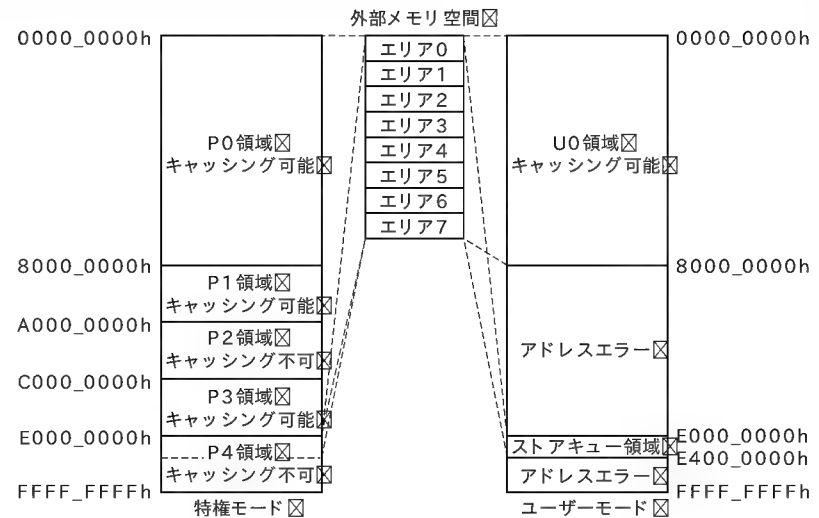 外部メモリ空間
0000_0000h
エリア0
エリア1
エリア2
エリア3
エリア4
エリア5
エリア6
エリア7
0000_0000h
P0領域
キャッシング可能
U0領域
キャッシング可能
8000_0000h
8000_0000h
P1領域
キャッシング可能
A000_0000h
P2領域
キャッシング不可
アドレスエラー
C000_0000h
P3領域
キャッシング可能
E000_0000h
E000_0000h
P4領域
キャッシング不可
ストアキュー領域
E400_0000h
アドレスエラー
FFFF_FFFFh
FFFF_FFFFh
特権モード
ユーザーモード